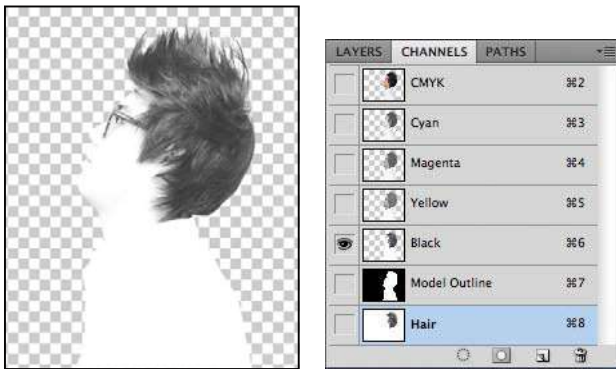 LAYERS CHANNELS PATHS
CMYK ⌘2
Cyan ⌘3
Magenta ⌘4
Yellow ⌘5
Black ⌘6
Model Outline ⌘7
Hair ⌘8